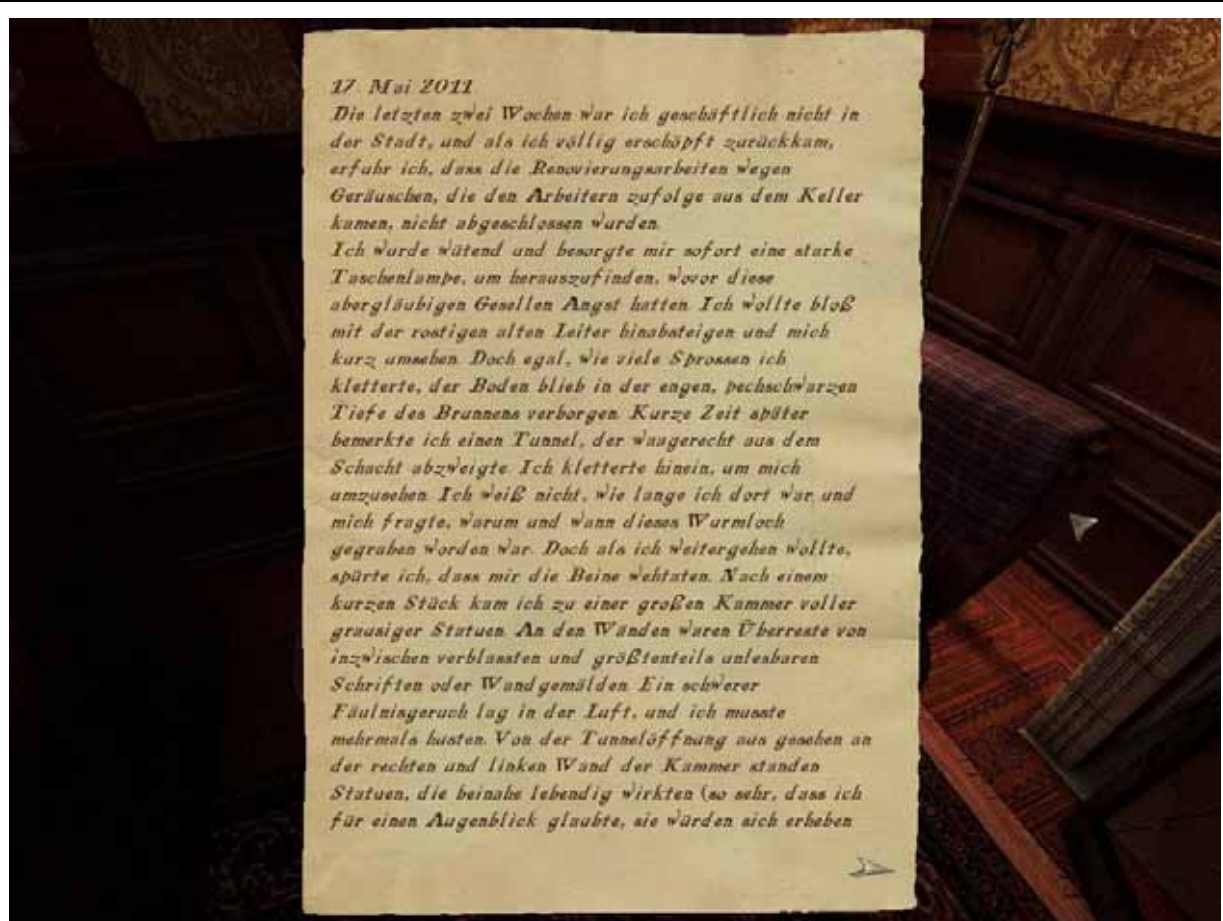 17. Mai 2011
Die letzten zwei Wochen war ich geschäftlich nicht in
der Stadt, und als ich völlig erschöpft zurückkam,
erfuhr ich, dass die Renovierungsarbeiten wegen
Geräuschen, die den Arbeitern zufolge aus dem Keller
kamen, nicht abgeschlossen wurden.
Ich wurde wütend und besorgte mir sofort eine starke
Taschenlampe, um herauszufinden, wovor diese
abergläubigen Gesellen Angst hatten. Ich wollte bloß
mit der rostigen alten Leiter hinabsteigen und mich
kurz umsehen. Doch egal, wie viele Sprossen ich
kletterte, der Boden blieb in der engen, pechschwarzen
Tiefe des Brunnens verborgen. Kurze Zeit später
bemerkte ich einen Tunnel, der waagerecht aus dem
Schacht abzweigte. Ich kletterte hinein, um mich
umzusehen. Ich weiß nicht, wie lange ich dort war und
mich fragte, warum und wann dieses Wurmloch
gegraben worden war. Doch als ich weitergehen wollte,
spürte ich, dass mir die Beine wehtaten. Nach einem
kurzen Stück kam ich zu einer großen Kammer voller
grausiger Statuen. An den Wänden waren Überreste von
inzwischen verblassten und größtenteils unlesbaren
Schriften oder Wandgemälden. Ein schwerer
Fäulnisgeruch lag in der Luft, und ich musste
mehrmals husten. Von der Tunnelöffnung aus gesehen an
der rechten und linken Wand der Kammer standen
Statuen, die beinahe lebendig wirkten (so sehr, dass ich
für einen Augenblick glaubte, sie würden sich erheben